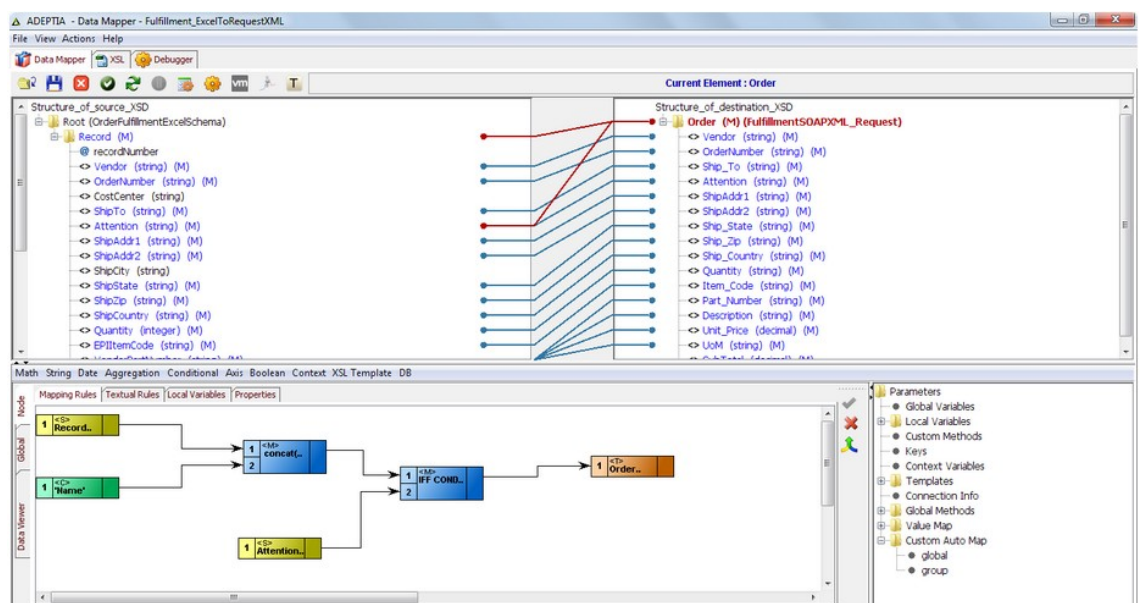 ADEPTIA - Data Mapper - Fulfillment_ExcelToRequestXML
File View Actions Help
Data Mapper XSL Debugger
vm T Current Element : Order
Structure_of_source_XSD
Root (OrderFulfilmentExcelSchema)
Record (M)
@ recordNumber
<> Vendor (string) (M)
<> OrderNumber (string) (M)
<> CostCenter (string)
<> ShipTo (string) (M)
<> Attention (string) (M)
<> ShipAddr1 (string) (M)
<> ShipAddr2 (string) (M)
<> ShipCity (string)
<> ShipState (string) (M)
<> ShipZip (string) (M)
<> ShipCountry (string) (M)
<> Quantity (integer) (M)
<> EPIItemCode (string) (M)
Structure_of_destination_XSD
Order (M) (FulfillmentSOAPXML_Request)
<> Vendor (string) (M)
<> OrderNumber (string) (M)
<> Ship_To (string) (M)
<> Attention (string) (M)
<> ShipAddr1 (string) (M)
<> ShipAddr2 (string) (M)
<> Ship_State (string) (M)
<> Ship_Zip (string) (M)
<> Ship_Country (string) (M)
<> Quantity (string) (M)
<> Item_Code (string) (M)
<> Part_Number (string) (M)
<> Description (string) (M)
<> Unit_Price (decimal) (M)
<> UoM (string) (M)
Math String Date Aggregation Conditional Axis Boolean Context XSL Template DB
Node
Global
Data Viewer
Mapping Rules Textual Rules Local Variables Properties
1 <S> Record..
1 <C> 'Name'
1 <M> concat(..
2
1 <S> Attention..
1 <M> IFF COND..
2
1 <T> Order..
Parameters
Global Variables
Local Variables
Custom Methods
Keys
Context Variables
Templates
Connection Info
Global Methods
Value Map
Custom Auto Map
global
group